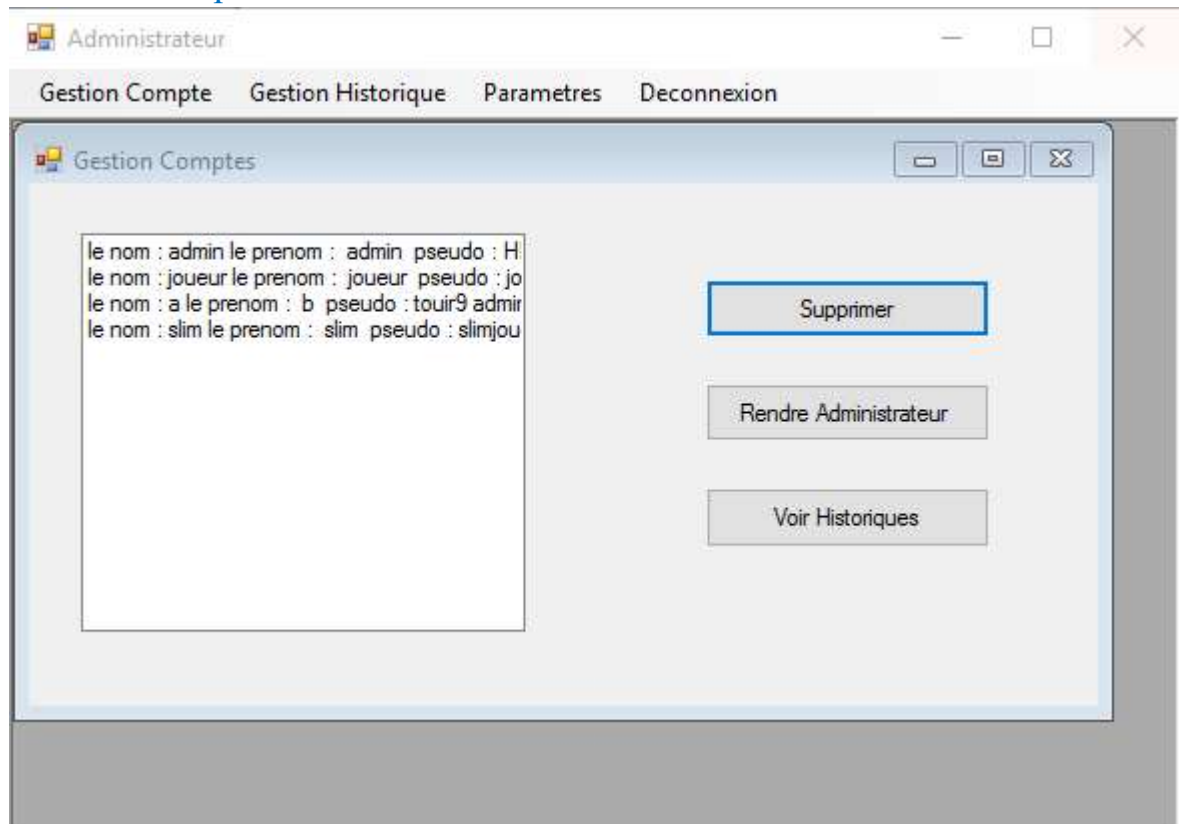 Administrateur
Gestion Compte Gestion Historique Parametres Deconnexion
Gestion Comptes
le nom : admin le prenom : admin pseudo : H
le nom : joueur le prenom : joueur pseudo : jo
le nom : a le prenom : b pseudo : touir9 admin
le nom : slim le prenom : slim pseudo : slimjou
Supprimer
Rendre Administrateur
Voir Historiques